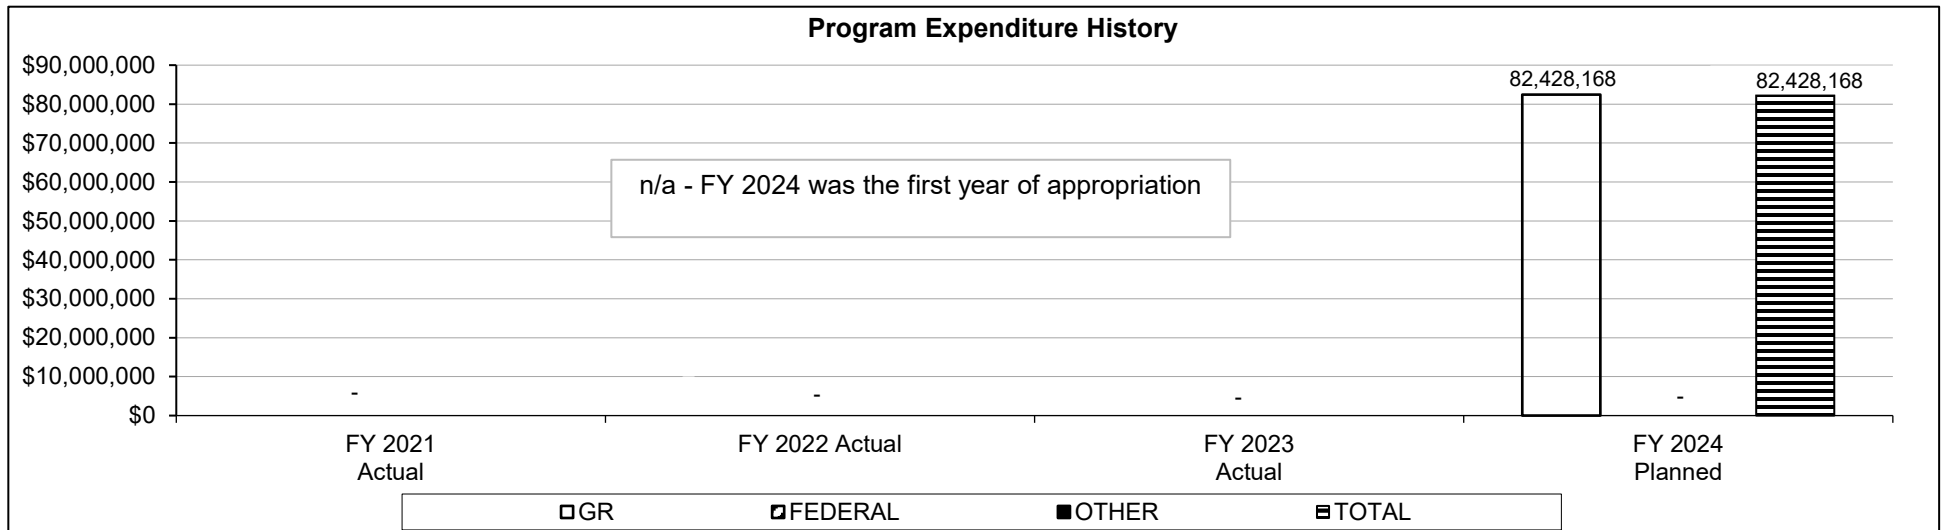 Program Expenditure History
$90,000,000
$80,000,000
$70,000,000
$60,000,000
$50,000,000
$40,000,000
$30,000,000
$20,000,000
$10,000,000
$0
82,428,168
82,428,168
n/a - FY 2024 was the first year of appropriation
-
-
-
-
FY 2021
Actual
FY 2022 Actual
FY 2023
Actual
FY 2024
Planned
GR
FEDERAL
OTHER
TOTAL